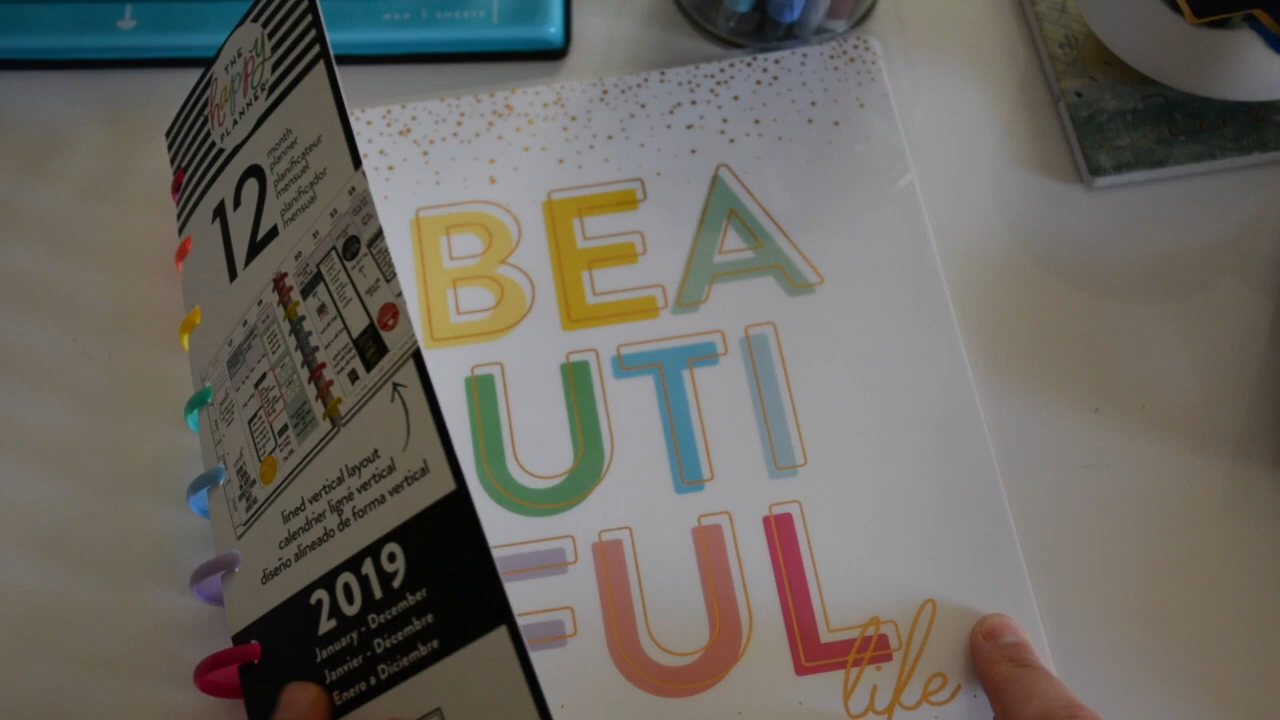 THE
happy
PLANNER
12
month
planner
planificateur
mensuel
planificador
mensual
lined vertical layout
calendrier ligné vertical
diseño alineado de forma vertical
2019
January - December
Janvier - Décembre
Enero a Diciembre
BEA
UTI
FUL
life